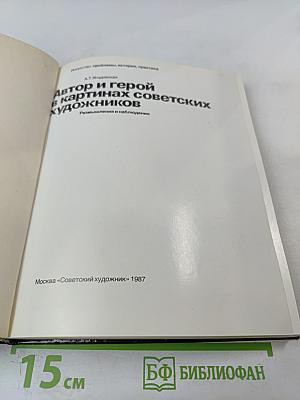 Искусство: проблемы, история, практика
А.Т. Ягодовская
Автор и герой
в картинах советских
художников
Размышления и наблюдения
Москва «Советский художник» 1987
15 см
БФ БИБЛИОФАН